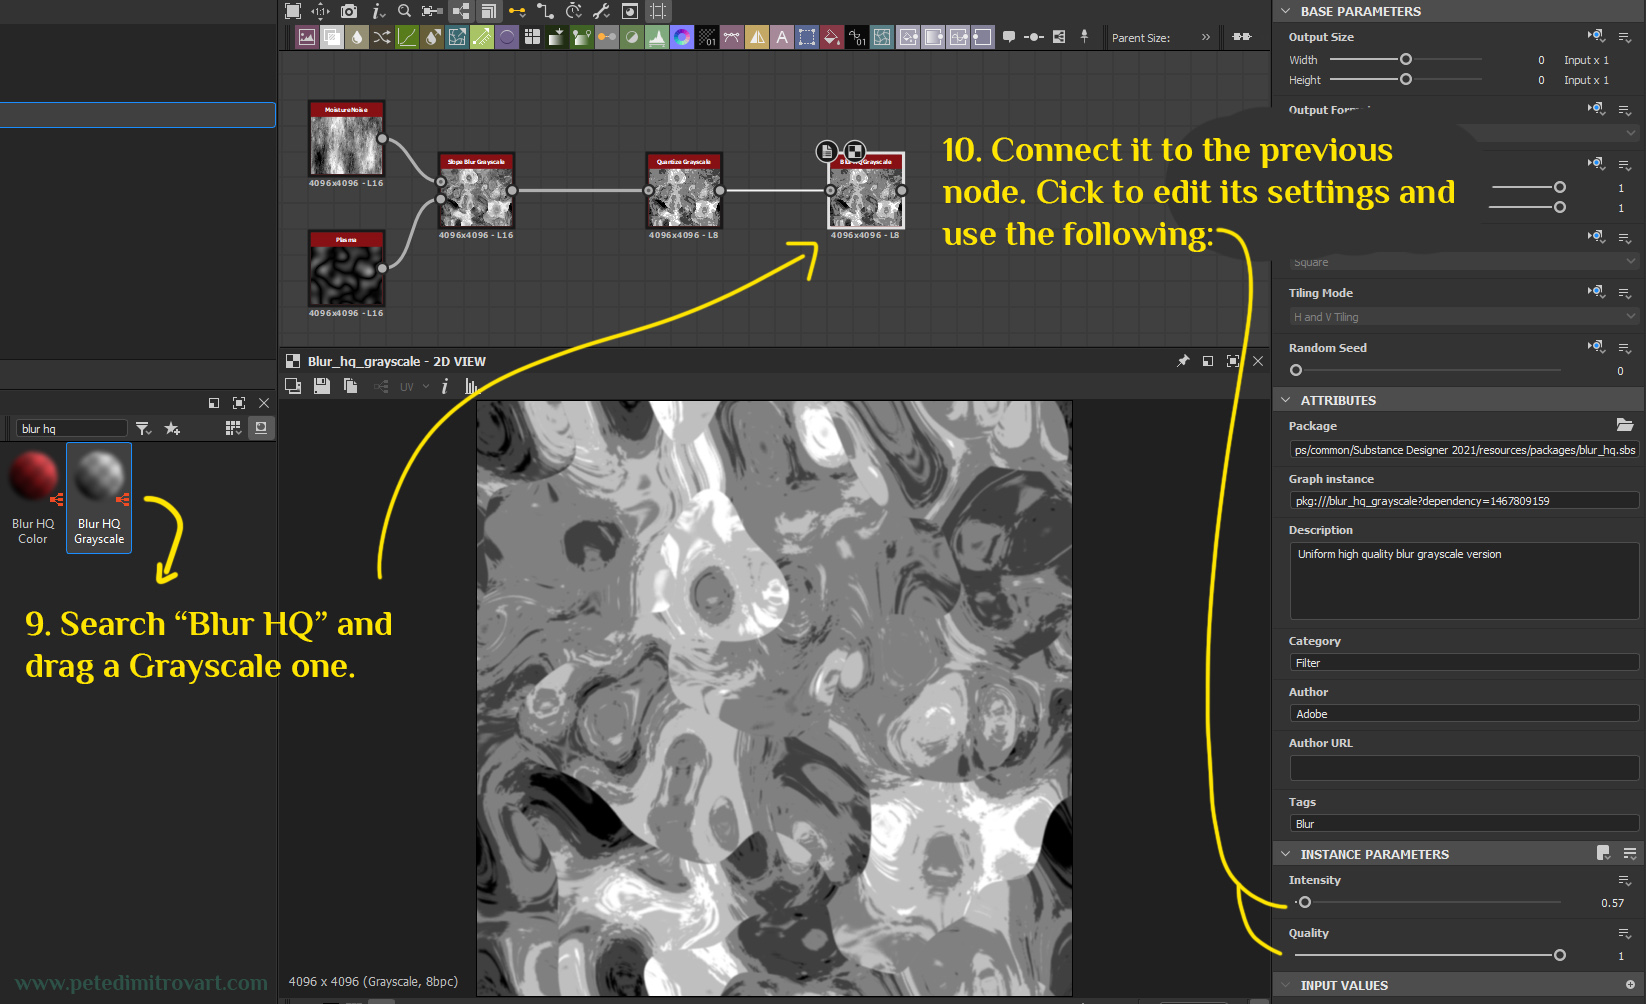 Parent Size:
Moisture Noise
4096x4096 - L16
Plasma
4096x4096 - L16
Slope Blur Grayscale
4096x4096 - L16
Quantize Grayscale
4096x4096 - L8
4096x4096 - L8
10. Connect it to the previous
node. Cick to edit its settings and
use the following:
Blur_hq_grayscale - 2D VIEW
UV
4096 x 4096 (Grayscale, 8bpc)
blur hq
Blur HQ
Color
Blur HQ
Grayscale
9. Search “Blur HQ” and
drag a Grayscale one.
www.petedimitrovart.com
BASE PARAMETERS
Output Size
Width 0 Input x 1
Height 0 Input x 1
Output
1
1
Square
Tiling Mode
H and V Tiling
Random Seed
0
ATTRIBUTES
Package
ps/common/Substance Designer 2021/resources/packages/blur_hq.sbs
Graph instance
pkg:///blur_hq_grayscale?dependency=1467809159
Description
Uniform high quality blur grayscale version
Category
Filter
Author
Adobe
Author URL
Tags
Blur
INSTANCE PARAMETERS
Intensity
0.57
Quality
1
INPUT VALUES